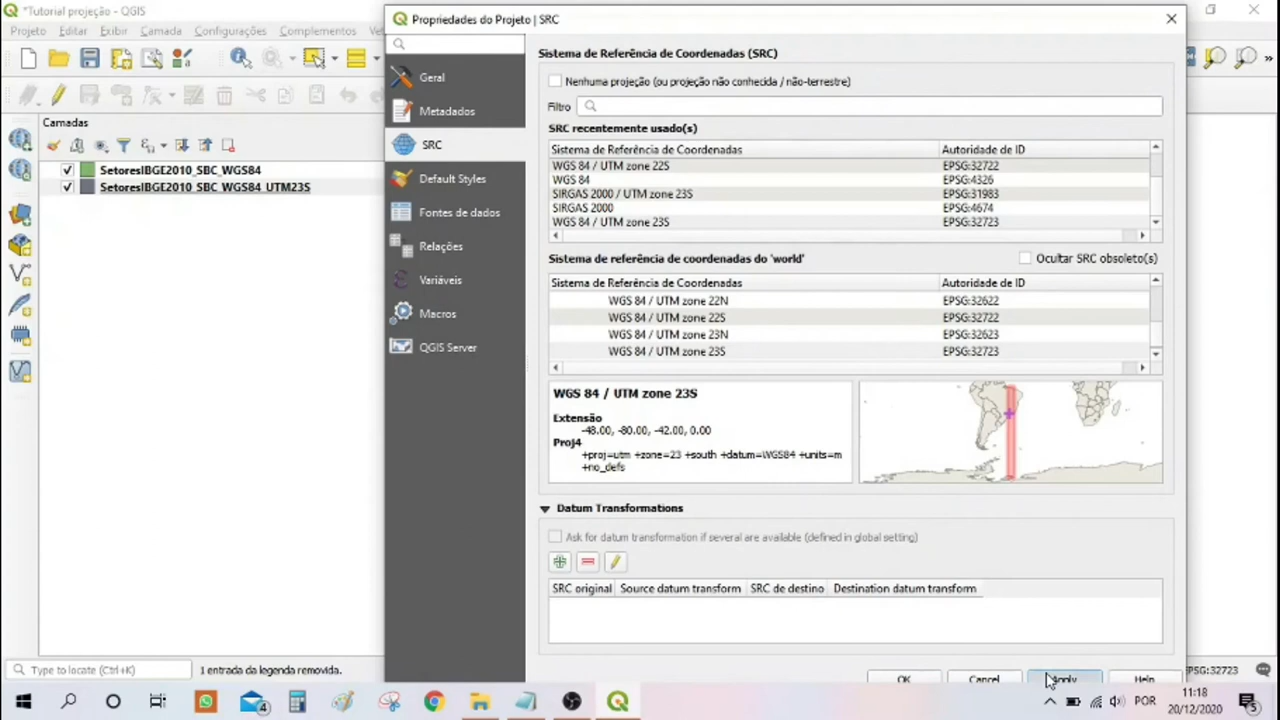 *Tutorial projeção - QGIS
Projeto Editar Exibir Camada Configurações Complementos
Camadas
SetoresIBGE2010_SBC_WGS84
SetoresIBGE2010_SBC_WGS84_UTM23S
Propriedades do Projeto | SRC
Geral
Metadados
SRC
Default Styles
Fontes de dados
Relações
Variáveis
Macros
QGIS Server
Sistema de Referência de Coordenadas (SRC)
Nenhuma projeção (ou projeção não conhecida / não-terrestre)
Filtro
SRC recentemente usado(s)
Sistema de Referência de Coordenadas Autoridade de ID
WGS 84 / UTM zone 22S EPSG:32722
WGS 84 EPSG:4326
SIRGAS 2000 / UTM zone 23S EPSG:31983
SIRGAS 2000 EPSG:4674
WGS 84 / UTM zone 23S EPSG:32723
Sistema de referência de coordenadas do 'world' Ocultar SRC obsoleto(s)
Sistema de Referência de Coordenadas Autoridade de ID
WGS 84 / UTM zone 22N EPSG:32622
WGS 84 / UTM zone 22S EPSG:32722
WGS 84 / UTM zone 23N EPSG:32623
WGS 84 / UTM zone 23S EPSG:32723
WGS 84 / UTM zone 23S
Extensão
-48.00, -80.00, -42.00, 0.00
Proj4
+proj=utm +zone=23 +south +datum=WGS84 +units=m
+no_defs
Datum Transformations
Ask for datum transformation if several are available (defined in global setting)
SRC original Source datum transform SRC de destino Destination datum transform
OK Cancel Apply Help
Type to locate (Ctrl+K) 1 entrada da legenda removida. EPSG:32723
4
POR
11:18
20/12/2020
5